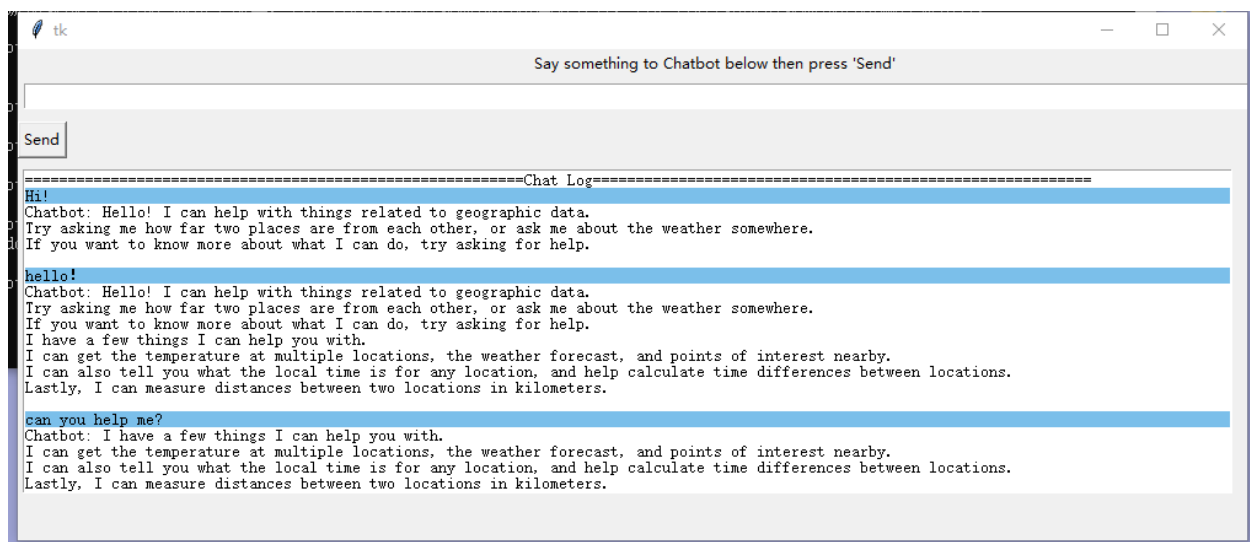 tk
Say something to Chatbot below then press 'Send'
Send
==========================================================Chat Log==========================================================
Hi!
Chatbot: Hello! I can help with things related to geographic data.
Try asking me how far two places are from each other, or ask me about the weather somewhere.
If you want to know more about what I can do, try asking for help.
hello!
Chatbot: Hello! I can help with things related to geographic data.
Try asking me how far two places are from each other, or ask me about the weather somewhere.
If you want to know more about what I can do, try asking for help.
I have a few things I can help you with.
I can get the temperature at multiple locations, the weather forecast, and points of interest nearby.
I can also tell you what the local time is for any location, and help calculate time differences between locations.
Lastly, I can measure distances between two locations in kilometers.
can you help me?
Chatbot: I have a few things I can help you with.
I can get the temperature at multiple locations, the weather forecast, and points of interest nearby.
I can also tell you what the local time is for any location, and help calculate time differences between locations.
Lastly, I can measure distances between two locations in kilometers.